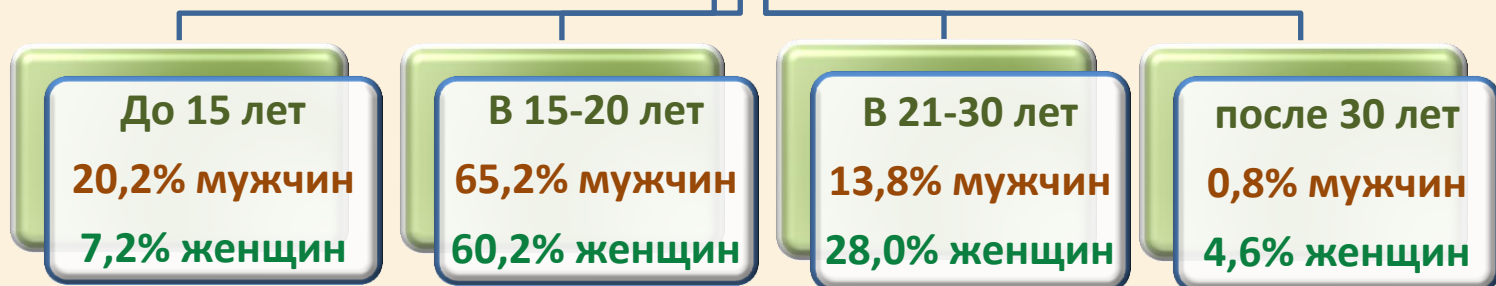 До 15 лет
20,2% мужчин
7,2% женщин
В 15-20 лет
65,2% мужчин
60,2% женщин
В 21-30 лет
13,8% мужчин
28,0% женщин
после 30 лет
0,8% мужчин
4,6% женщин